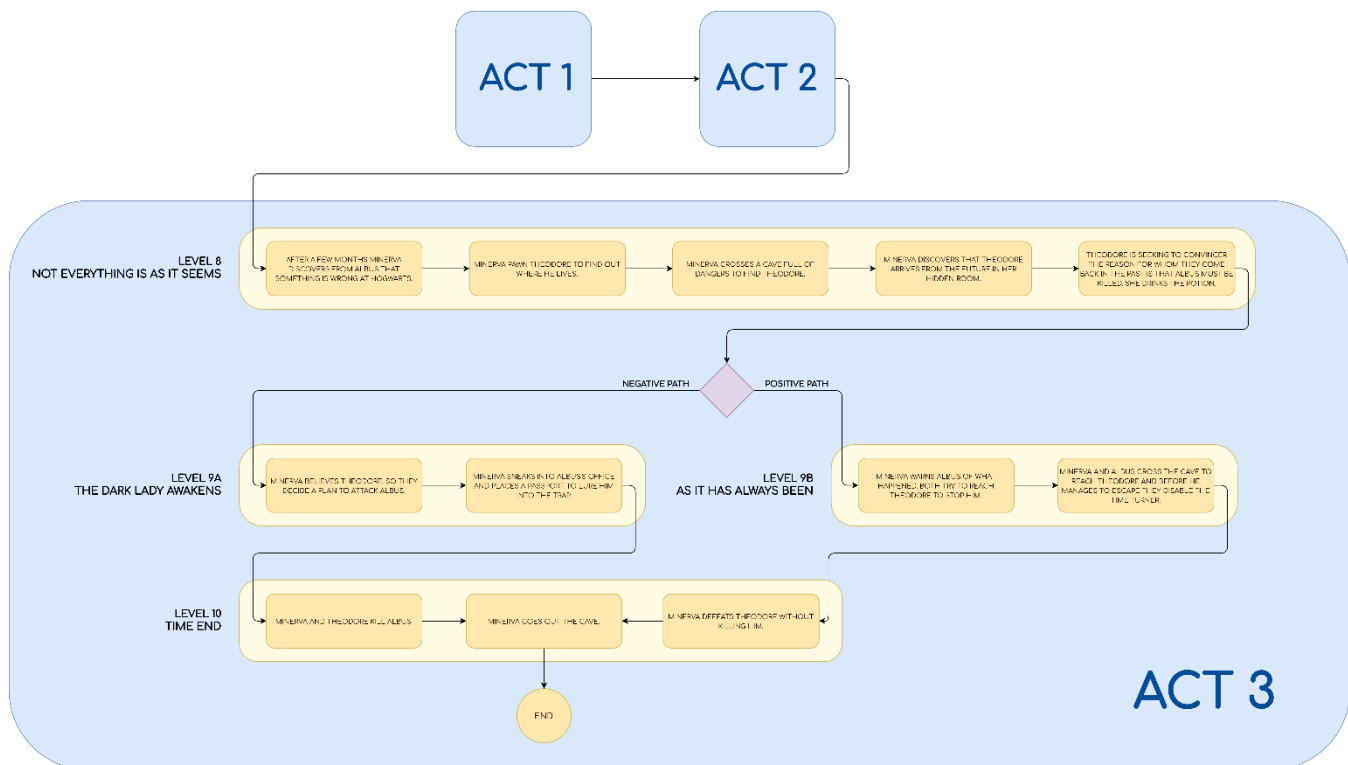 ACT 1
ACT 2
LEVEL 8
NOT EVERYTHING IS AS IT SEEMS
AFTER A FEW MONTHS MINERVA
DISCOVERS FROM ALBUS THAT
SOMETHING IS WRONG AT HOGWARTS.
MINERVA PAWN THEODORE TO FIND OUT
WHERE HE LIVES.
MINERVA CROSSES A CAVE FULL OF
DANGERS TO FIND THEODORE.
MINERVA DISCOVERS THAT THEODORE
ARRIVES FROM THE FUTURE IN HER
HIDDEN ROOM.
THEODORE IS SEEKING TO CONVINCER
THE REASON FOR WHOM THEY COME
BACK IN THE PAST IS THAT ALBUS MUST BE
KILLED. SHE DRINKS THE POTION.
NEGATIVE PATH
POSITIVE PATH
LEVEL 9A
THE DARK LADY AWAKENS
MINERVA BELIEVES THEODORE, SO THEY
DECIDE A PLAN TO ATTACK ALBUS.
MINERVA SNEAKS INTO ALBUS'S OFFICE
AND PLACES A PASSPORT TO LURE HIM
INTO THE TRAP.
LEVEL 9B
AS IT HAS ALWAYS BEEN
MINERVA WARNS ALBUS OF WHA
HAPPENED. BOTH TRY TO REACH
THEODORE TO STOP HIM.
MINERVA AND ALBUS CROSS THE CAVE TO
REACH THEODORE AND BEFORE HE
MANAGES TO ESCAPE THEY DISABLE THE
TIME TURNER.
LEVEL 10
TIME END
MINERVA AND THEODORE KILL ALBUS.
MINERVA GOES OUT THE CAVE.
MINERVA DEFEATS THEODORE WITHOUT
KILLING HIM.
END
ACT 3